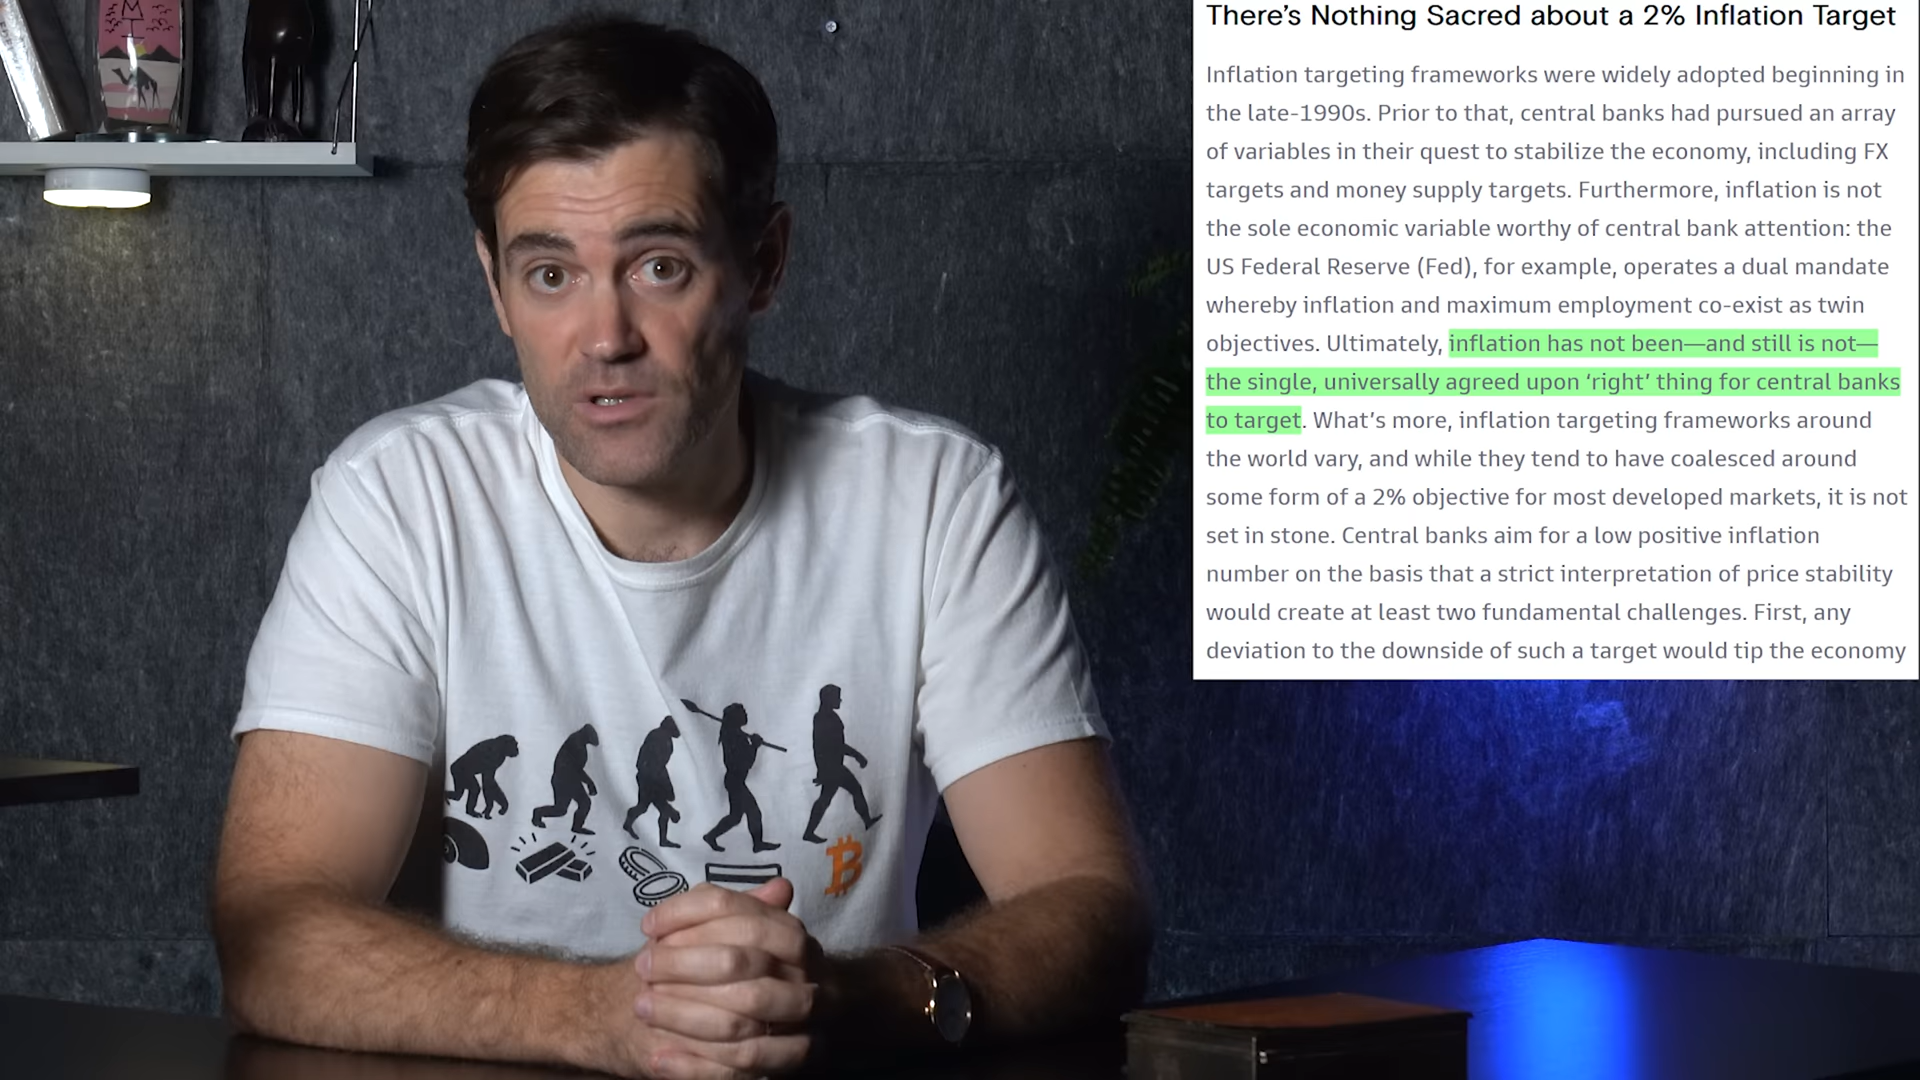 There's Nothing Sacred about a 2% Inflation Target
Inflation targeting frameworks were widely adopted beginning in
the late-1990s. Prior to that, central banks had pursued an array
of variables in their quest to stabilize the economy, including FX
targets and money supply targets. Furthermore, inflation is not
the sole economic variable worthy of central bank attention: the
US Federal Reserve (Fed), for example, operates a dual mandate
whereby inflation and maximum employment co-exist as twin
objectives. Ultimately, inflation has not been—and still is not—
the single, universally agreed upon ‘right’ thing for central banks
to target. What’s more, inflation targeting frameworks around
the world vary, and while they tend to have coalesced around
some form of a 2% objective for most developed markets, it is not
set in stone. Central banks aim for a low positive inflation
number on the basis that a strict interpretation of price stability
would create at least two fundamental challenges. First, any
deviation to the downside of such a target would tip the economy